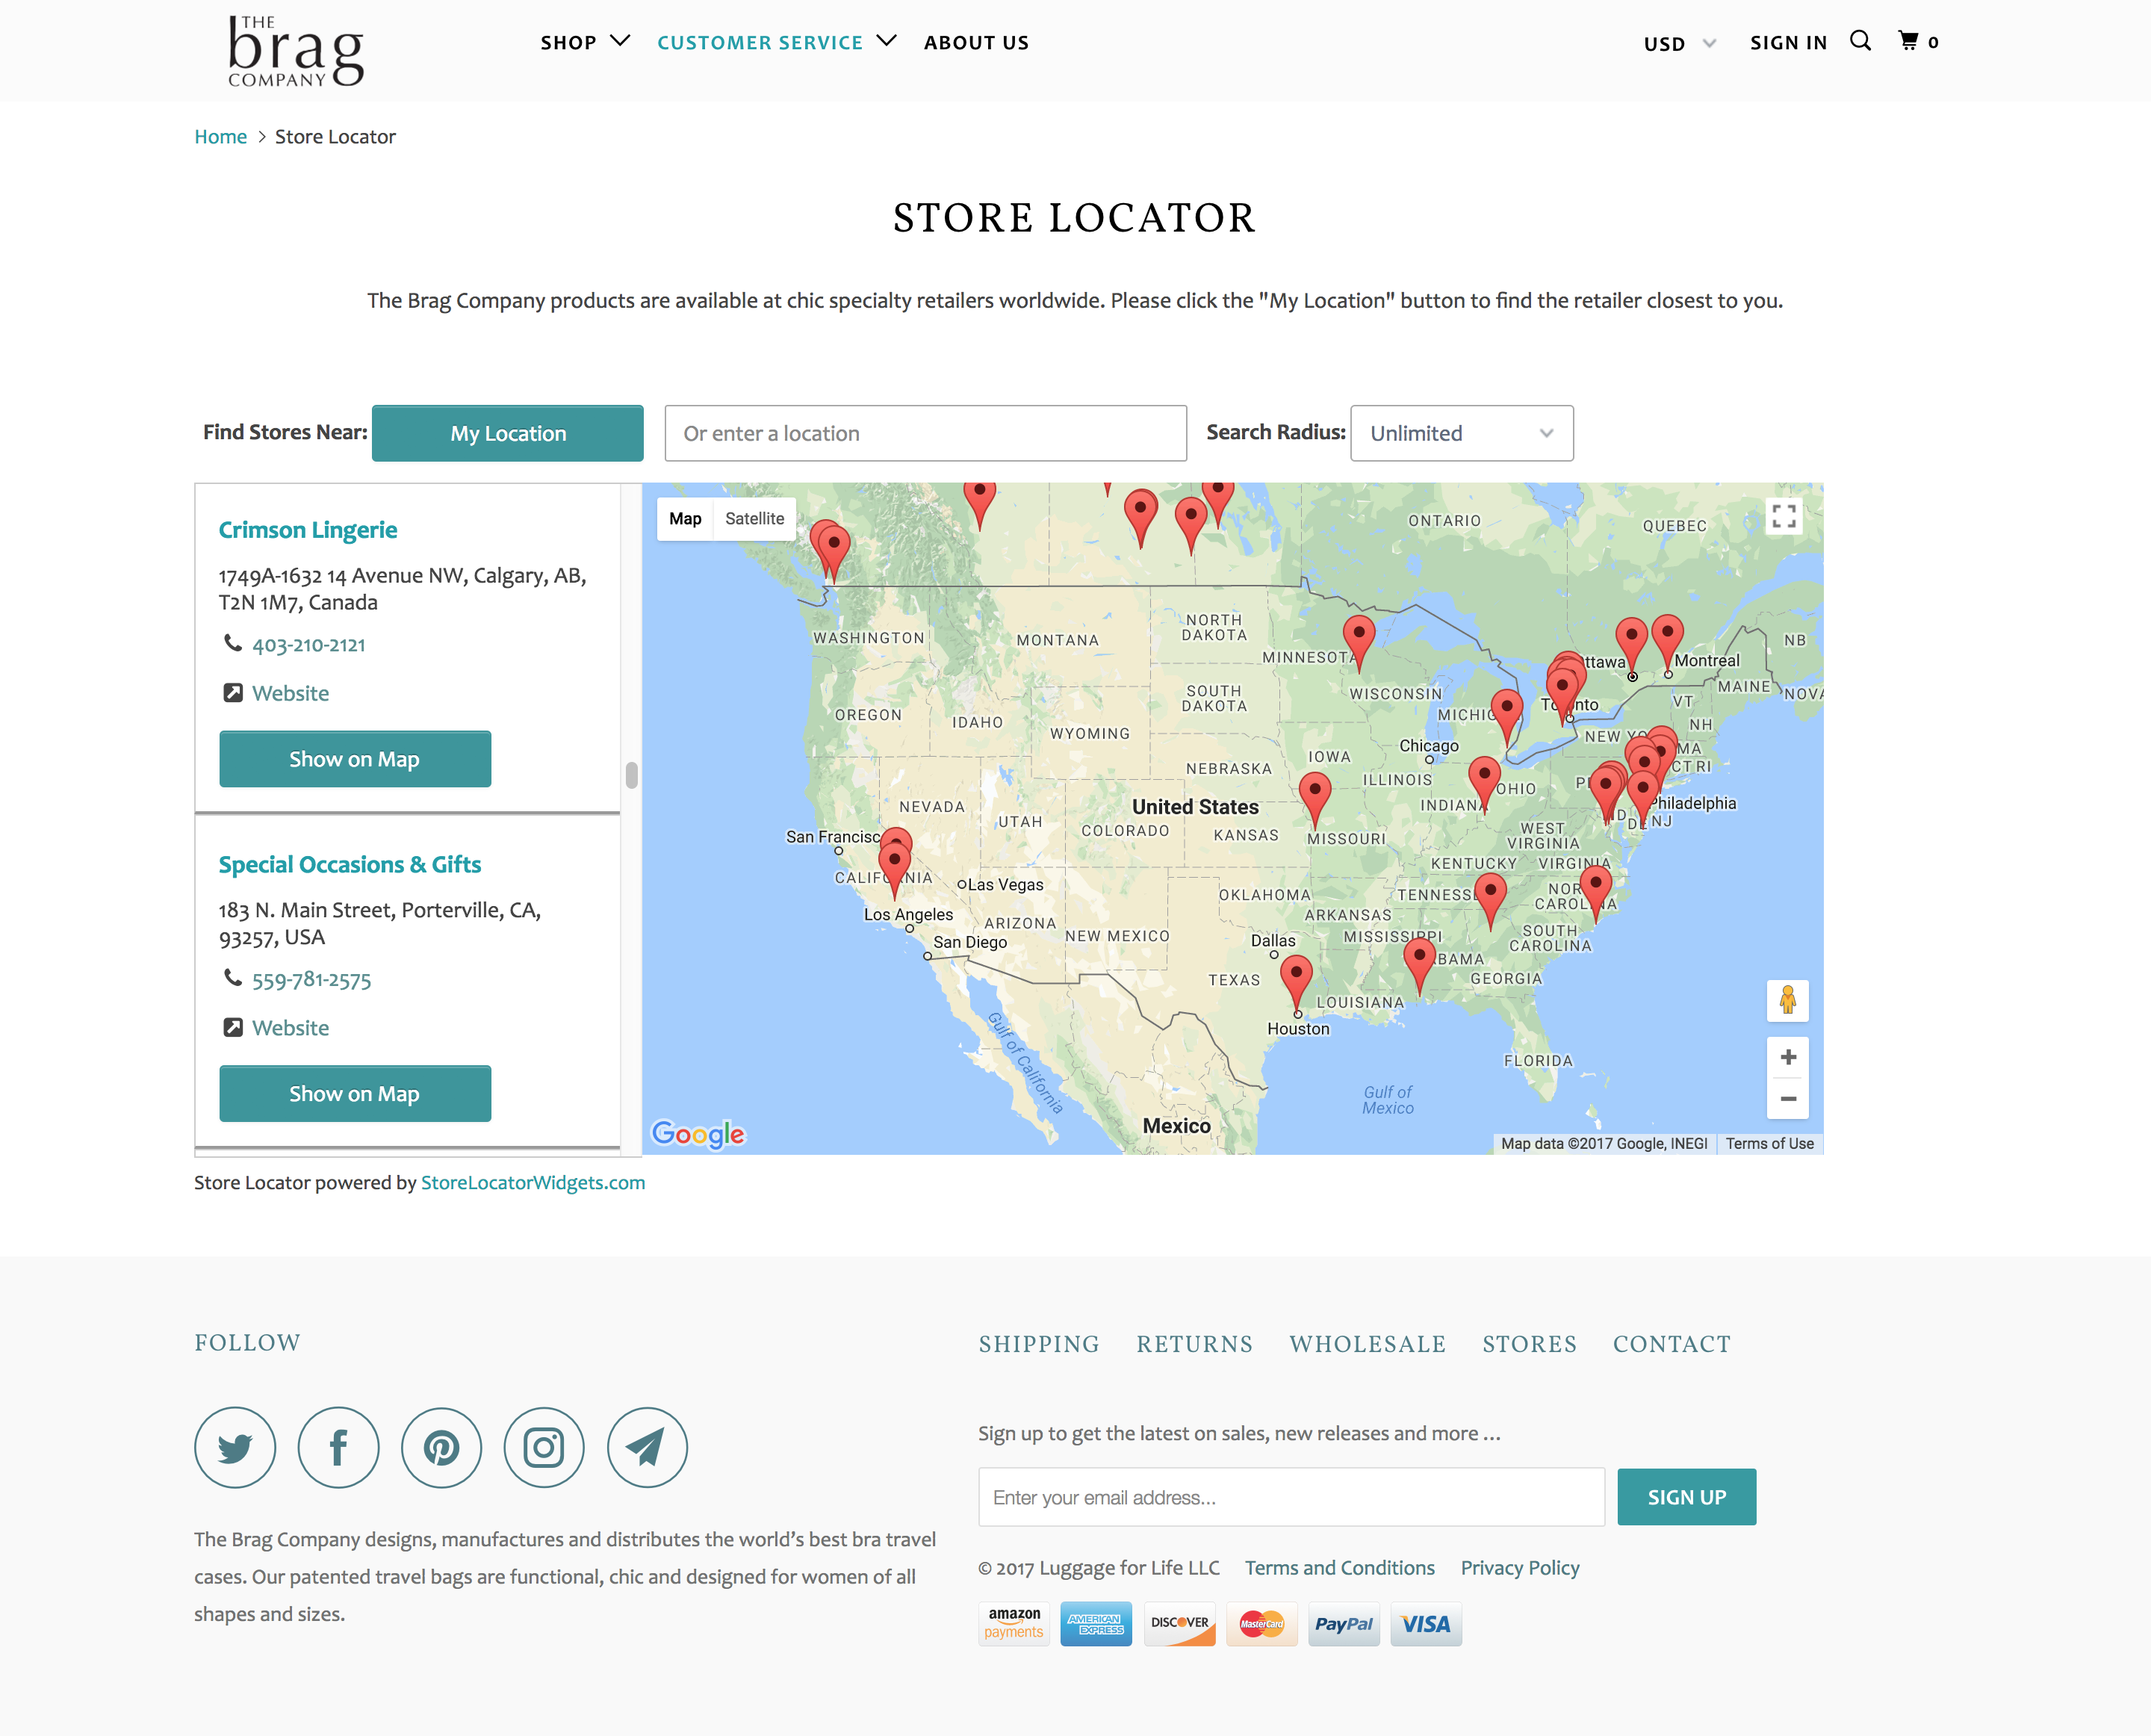 THE
brag
COMPANY
SHOP
CUSTOMER SERVICE
ABOUT US
USD
SIGN IN
0
Home > Store Locator
STORE LOCATOR
The Brag Company products are available at chic specialty retailers worldwide. Please click the "My Location" button to find the retailer closest to you.
Find Stores Near:
My Location
Or enter a location
Search Radius:
Unlimited
Crimson Lingerie
1749A-1632 14 Avenue NW, Calgary, AB,
T2N 1M7, Canada
403-210-2121
Website
Show on Map
Special Occasions & Gifts
183 N. Main Street, Porterville, CA,
93257, USA
559-781-2575
Website
Show on Map
Map
Satellite
ONTARIO
QUEBEC
NORTH
DAKOTA
WASHINGTON
MONTANA
MINNESOTA
Ottawa
Montreal
NB
MAINE
NOVA
SOUTH
DAKOTA
WISCONSIN
VT
OREGON
IDAHO
MICHIG
Toronto
NH
WYOMING
Chicago
NEW YO
MA
IOWA
CT RI
NEBRASKA
ILLINOIS
OHIO
PE
NEVADA
United States
INDIANA
Philadelphia
UTAH
MD
DE
NJ
San Francisc
COLORADO
KANSAS
MISSOURI
WEST
VIRGINIA
KENTUCKY
VIRGINIA
CALIFORNIA
Las Vegas
OKLAHOMA
TENNESSE
NOR
CAROLINA
Los Angeles
ARIZONA
NEW MEXICO
ARKANSAS
San Diego
Dallas
MISSISSIPPI
SOUTH
CAROLINA
ABAMA
TEXAS
GEORGIA
LOUISIANA
Houston
Gulf of California
FLORIDA
Gulf of
Mexico
Mexico
Google
Map data ©2017 Google, INEGI
Terms of Use
Store Locator powered by StoreLocatorWidgets.com
FOLLOW
SHIPPING
RETURNS
WHOLESALE
STORES
CONTACT
Sign up to get the latest on sales, new releases and more ...
Enter your email address...
SIGN UP
The Brag Company designs, manufactures and distributes the world's best bra travel
cases. Our patented travel bags are functional, chic and designed for women of all
shapes and sizes.
© 2017 Luggage for Life LLC
Terms and Conditions
Privacy Policy
amazon
payments
AMERICAN
EXPRESS
DISCOVER
MasterCard
PayPal
VISA